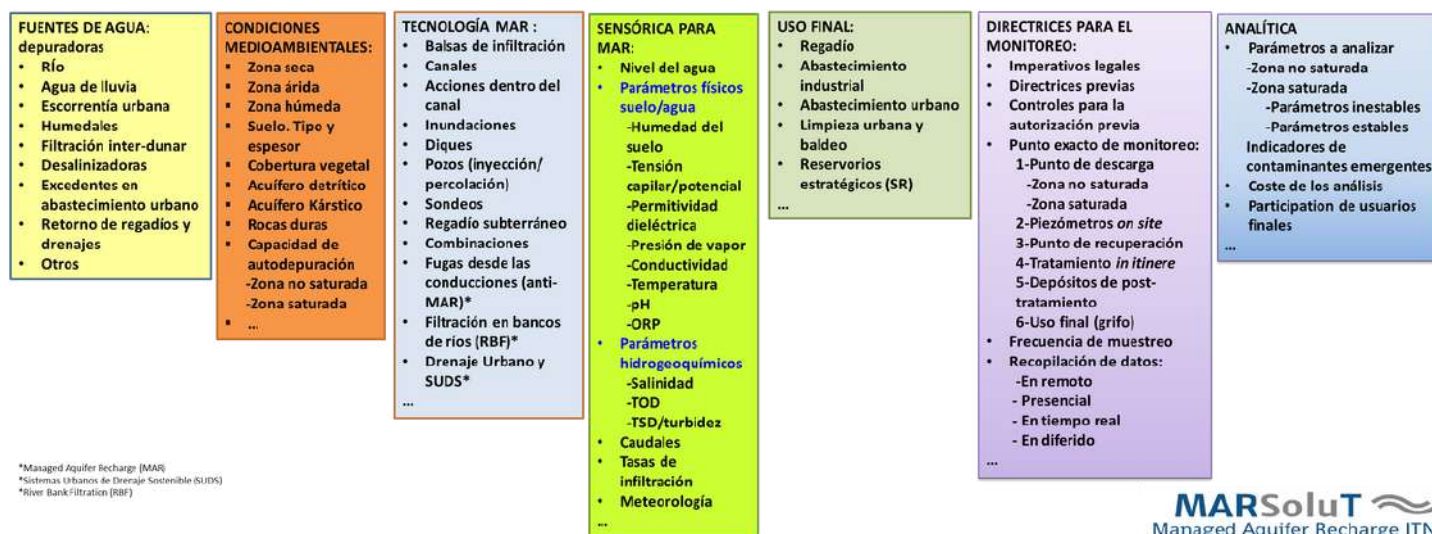 FUENTES DE AGUA:
depuradoras
• RÍo
• Agua de lluvia
• Escorrentía urbana
• Humedales
• Filtración inter-dunar
• Desalinizadoras
• Excedentes en
abastecimiento urbano
• Retorno de regadíos y
drenajes
• Otros
CONDICIONES
MEDIOAMBIENTALES:
▪ Zona seca
▪ Zona árida
▪ Zona húmeda
▪ Suelo. Tipo y
espesor
▪ Cobertura vegetal
▪ Acuífero detrítico
▪ Acuífero Kárstico
▪ Rocas duras
▪ Capacidad de
autodepuración
-Zona no saturada
-Zona saturada
▪ ...
TECNOLOGÍA MAR :
• Balsas de infiltración
• Canales
• Acciones dentro del
canal
• Inundaciones
• Diques
• Pozos (inyección/
percolación)
• Sondeos
• Regadío subterráneo
• Combinaciones
• Fugas desde las
conducciones (anti-
MAR)*
• Filtración en bancos
de ríos (RBF)*
• Drenaje Urbano y
SUDS*
...
SENSÓRICA PARA
MAR:
• Nivel del agua
• Parámetros físicos
suelo/agua
-Humedad del
suelo
-Tensión
capilar/potencial
-Permitividad
dieléctrica
-Presión de vapor
-Conductividad
-Temperatura
-pH
-ORP
• Parámetros
hidrogeoquímicos
-Salinidad
-TOD
-TSD/turbidez
• Caudales
• Tasas de
infiltración
• Meteorología
...
USO FINAL:
• Regadío
• Abastecimiento
industrial
• Abastecimiento urbano
• Limpieza urbana y
baldeo
• Reservorios
estratégicos (SR)
...
DIRECTRICES PARA EL
MONITOREO:
• Imperativos legales
• Directrices previas
• Controles para la
autorización previa
• Punto exacto de monitoreo:
1-Punto de descarga
-Zona no saturada
-Zona saturada
2-Piezómetros on site
3-Punto de recuperación
4-Tratamiento in itinere
5-Depósitos de post-
tratamiento
6-Uso final (grifo)
• Frecuencia de muestreo
• Recopilación de datos:
-En remoto
- Presencial
- En tiempo real
- En diferido
...
ANALÍTICA
• Parámetros a analizar
-Zona no saturada
-Zona saturada
-Parámetros inestables
-Parámetros estables
Indicadores de
contaminantes emergentes
• Coste de los análisis
• Participation de usuarios
finales
...
*Managed Aquifer Recharge (MAR)
*Sistemas Urbanos de Drenaje Sostenible (SUDS)
*River Bank Filtration (RBF)
MARSoluT
Managed Aquifer Recharge ITN